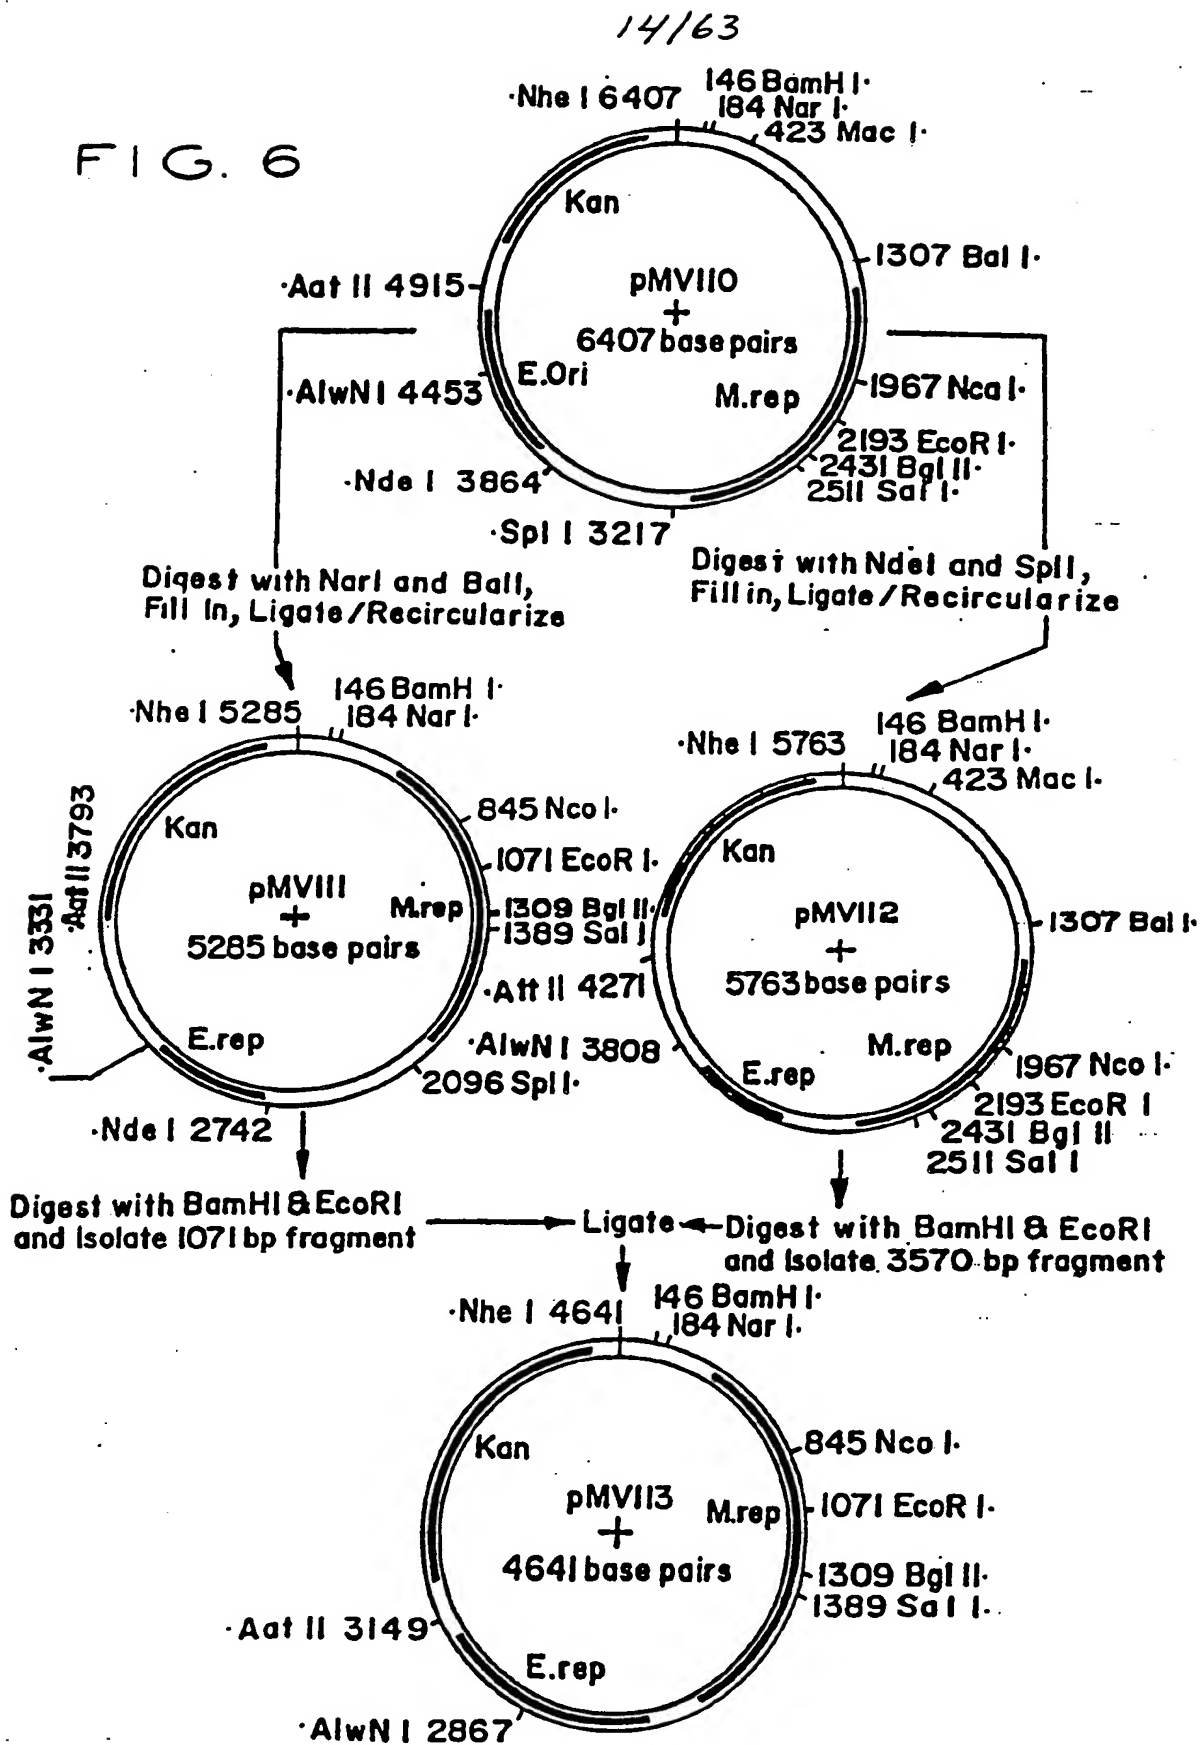 14/63
FIG. 6
·Nhe I 6407
146 BamH I·
184 Nar I·
423 Mac I·
Kan
1307 Bal I·
·Aat II 4915
pMV110
+
6407 base pairs
E.Ori
·AlwN I 4453
M.rep
1967 Nca I·
2193 EcoR I·
2431 Bgl II·
2511 Sal I·
·Nde I 3864
·Spl I 3217
Digest with NarI and BalI,
Fill In, Ligate/Recircularize
Digest with NdeI and SplI,
Fill in, Ligate/Recircularize
·Nhe I 5285
146 BamH I·
184 Nar I·
Kan
845 Nco I·
·Aat II 3793
1071 EcoR I·
pMV111
+
5285 base pairs
M.rep
1309 Bgl II·
1389 Sal I
·AlwN I 3331
E.rep
2096 Spl I·
·Nde I 2742
·Nhe I 5763
146 BamH I·
184 Nar I·
423 Mac I·
Kan
1307 Bal I·
pMV112
+
5763 base pairs
·Att II 4271
·AlwN I 3808
M.rep
E.rep
1967 Nco I·
2193 EcoR I
2431 Bgl II
2511 Sal I
Digest with BamHI & EcoRI
and Isolate 1071 bp fragment
Ligate
Digest with BamHI & EcoRI
and Isolate 3570 bp fragment
·Nhe I 4641
146 BamH I·
184 Nar I·
Kan
845 Nco I·
pMV113
+
4641 base pairs
M.rep
1071 EcoR I·
1309 Bgl II·
1389 Sal I·
·Aat II 3149
E.rep
·AlwN I 2867